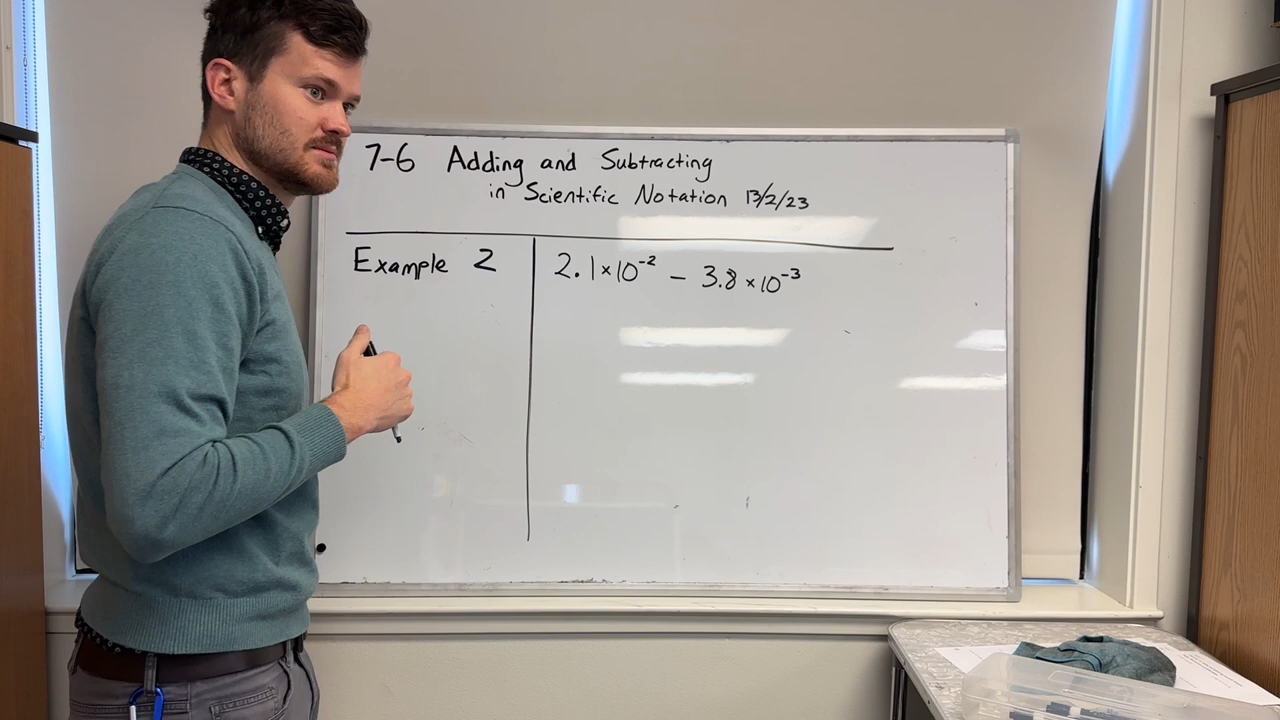 7-6 Adding and Subtracting
in Scientific Notation 13/2/23
Example 2
2.1×10⁻² − 3.8×10⁻³